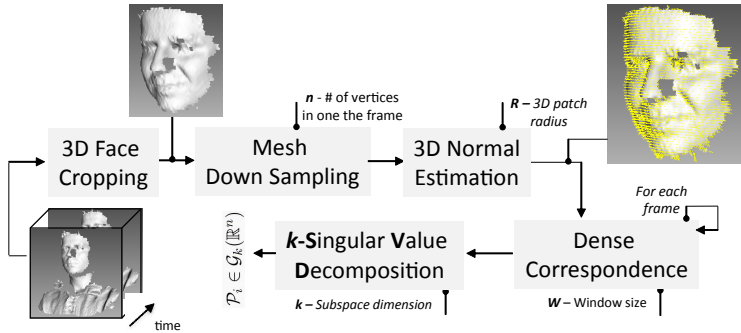 n - # of vertices
in one the frame
R – 3D patch
radius
3D Face
Cropping
Mesh
Down Sampling
3D Normal
Estimation
For each
frame
Dense
Correspondence
W – Window size
k-Singular Value
Decomposition
k – Subspace dimension
𝒫ᵢ ∈ 𝒢ₖ(ℝⁿ)
time